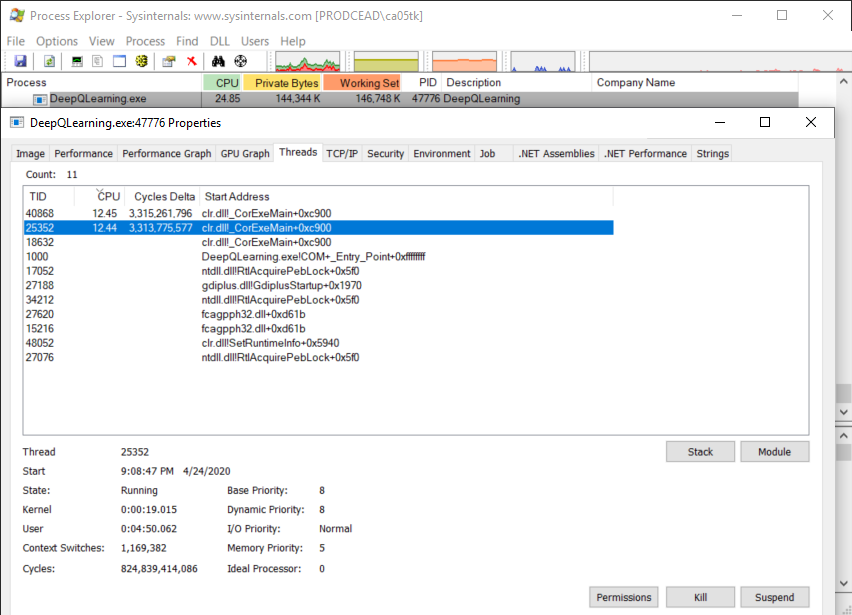 Process Explorer - Sysinternals: www.sysinternals.com [PRODCEAD\ca05tk]
File Options View Process Find DLL Users Help
Process CPU Private Bytes Working Set PID Description Company Name
DeepQLearning.exe 24.85 144,344 K 146,748 K 47776 DeepQLearning
DeepQLearning.exe:47776 Properties
Image Performance Performance Graph GPU Graph Threads TCP/IP Security Environment Job .NET Assemblies .NET Performance Strings
Count: 11
TID CPU Cycles Delta Start Address
40868 12.45 3,315,261,796 clr.dll!_CorExeMain+0xc900
25352 12.44 3,313,775,577 clr.dll!_CorExeMain+0xc900
18632 clr.dll!_CorExeMain+0xc900
1000 DeepQLearning.exe!COM+_Entry_Point+0xffffffff
17052 ntdll.dll!RtlAcquirePebLock+0x5f0
27188 gdiplus.dll!GdiplusStartup+0x1970
34212 ntdll.dll!RtlAcquirePebLock+0x5f0
27620 fcagpph32.dll+0xd61b
15216 fcagpph32.dll+0xd61b
48052 clr.dll!SetRuntimeInfo+0x5940
27076 ntdll.dll!RtlAcquirePebLock+0x5f0
Thread 25352
Stack Module
Start 9:08:47 PM 4/24/2020
State: Running Base Priority: 8
Kernel 0:00:19.015 Dynamic Priority: 8
User 0:04:50.062 I/O Priority: Normal
Context Switches: 1,169,382 Memory Priority: 5
Cycles: 824,839,414,086 Ideal Processor: 0
Permissions Kill Suspend